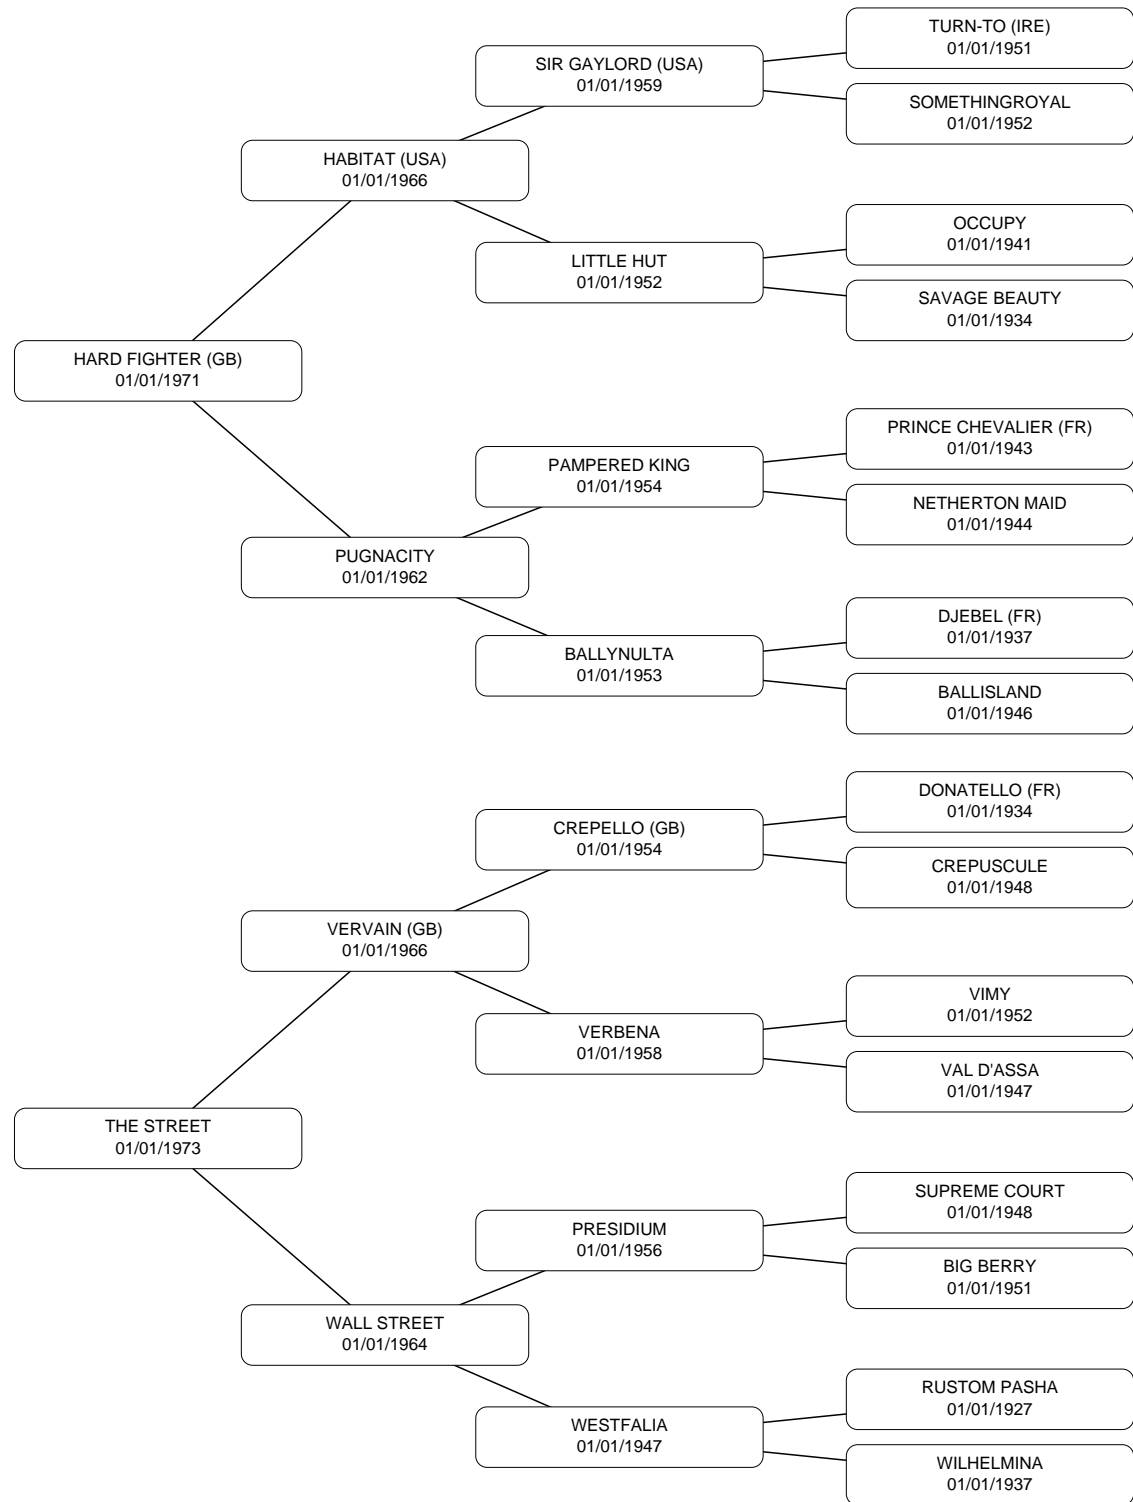 TURN-TO (IRE)
01/01/1951
SIR GAYLORD (USA)
01/01/1959
SOMETHINGROYAL
01/01/1952
HABITAT (USA)
01/01/1966
OCCUPY
01/01/1941
LITTLE HUT
01/01/1952
SAVAGE BEAUTY
01/01/1934
HARD FIGHTER (GB)
01/01/1971
PRINCE CHEVALIER (FR)
01/01/1943
PAMPERED KING
01/01/1954
NETHERTON MAID
01/01/1944
PUGNACITY
01/01/1962
DJEBEL (FR)
01/01/1937
BALLYNULTA
01/01/1953
BALLISLAND
01/01/1946
DONATELLO (FR)
01/01/1934
CREPELLO (GB)
01/01/1954
CREPUSCULE
01/01/1948
VERVAIN (GB)
01/01/1966
VIMY
01/01/1952
VERBENA
01/01/1958
VAL D'ASSA
01/01/1947
THE STREET
01/01/1973
SUPREME COURT
01/01/1948
PRESIDIUM
01/01/1956
BIG BERRY
01/01/1951
WALL STREET
01/01/1964
RUSTOM PASHA
01/01/1927
WESTFALIA
01/01/1947
WILHELMINA
01/01/1937